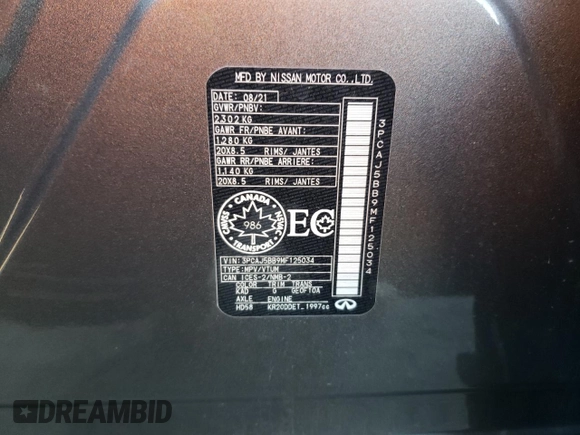 MFD BY NISSAN MOTOR CO.,LTD.
DATE: 08/21
GVWR/PNBV:
2302 KG
GAWR FR/PNBE AVANT:
1280 KG
20X8.5 RIMS/ JANTES
GAWR RR/PNBE ARRIERE:
1140 KG
20X8.5 RIMS/ JANTES
3PCAJ5BB9MF125034
CANADA
986
TRANSPORT
EC
VIN: 3PCAJ5BB9MF125034
TYPE: MPV/VTUM
CAN ICES-2/NMB-2
COLOR TRIM TRANS
KAD G GE0F10A
AXLE ENGINE
HD58 KR20DDET 1997cc
DREAMBID